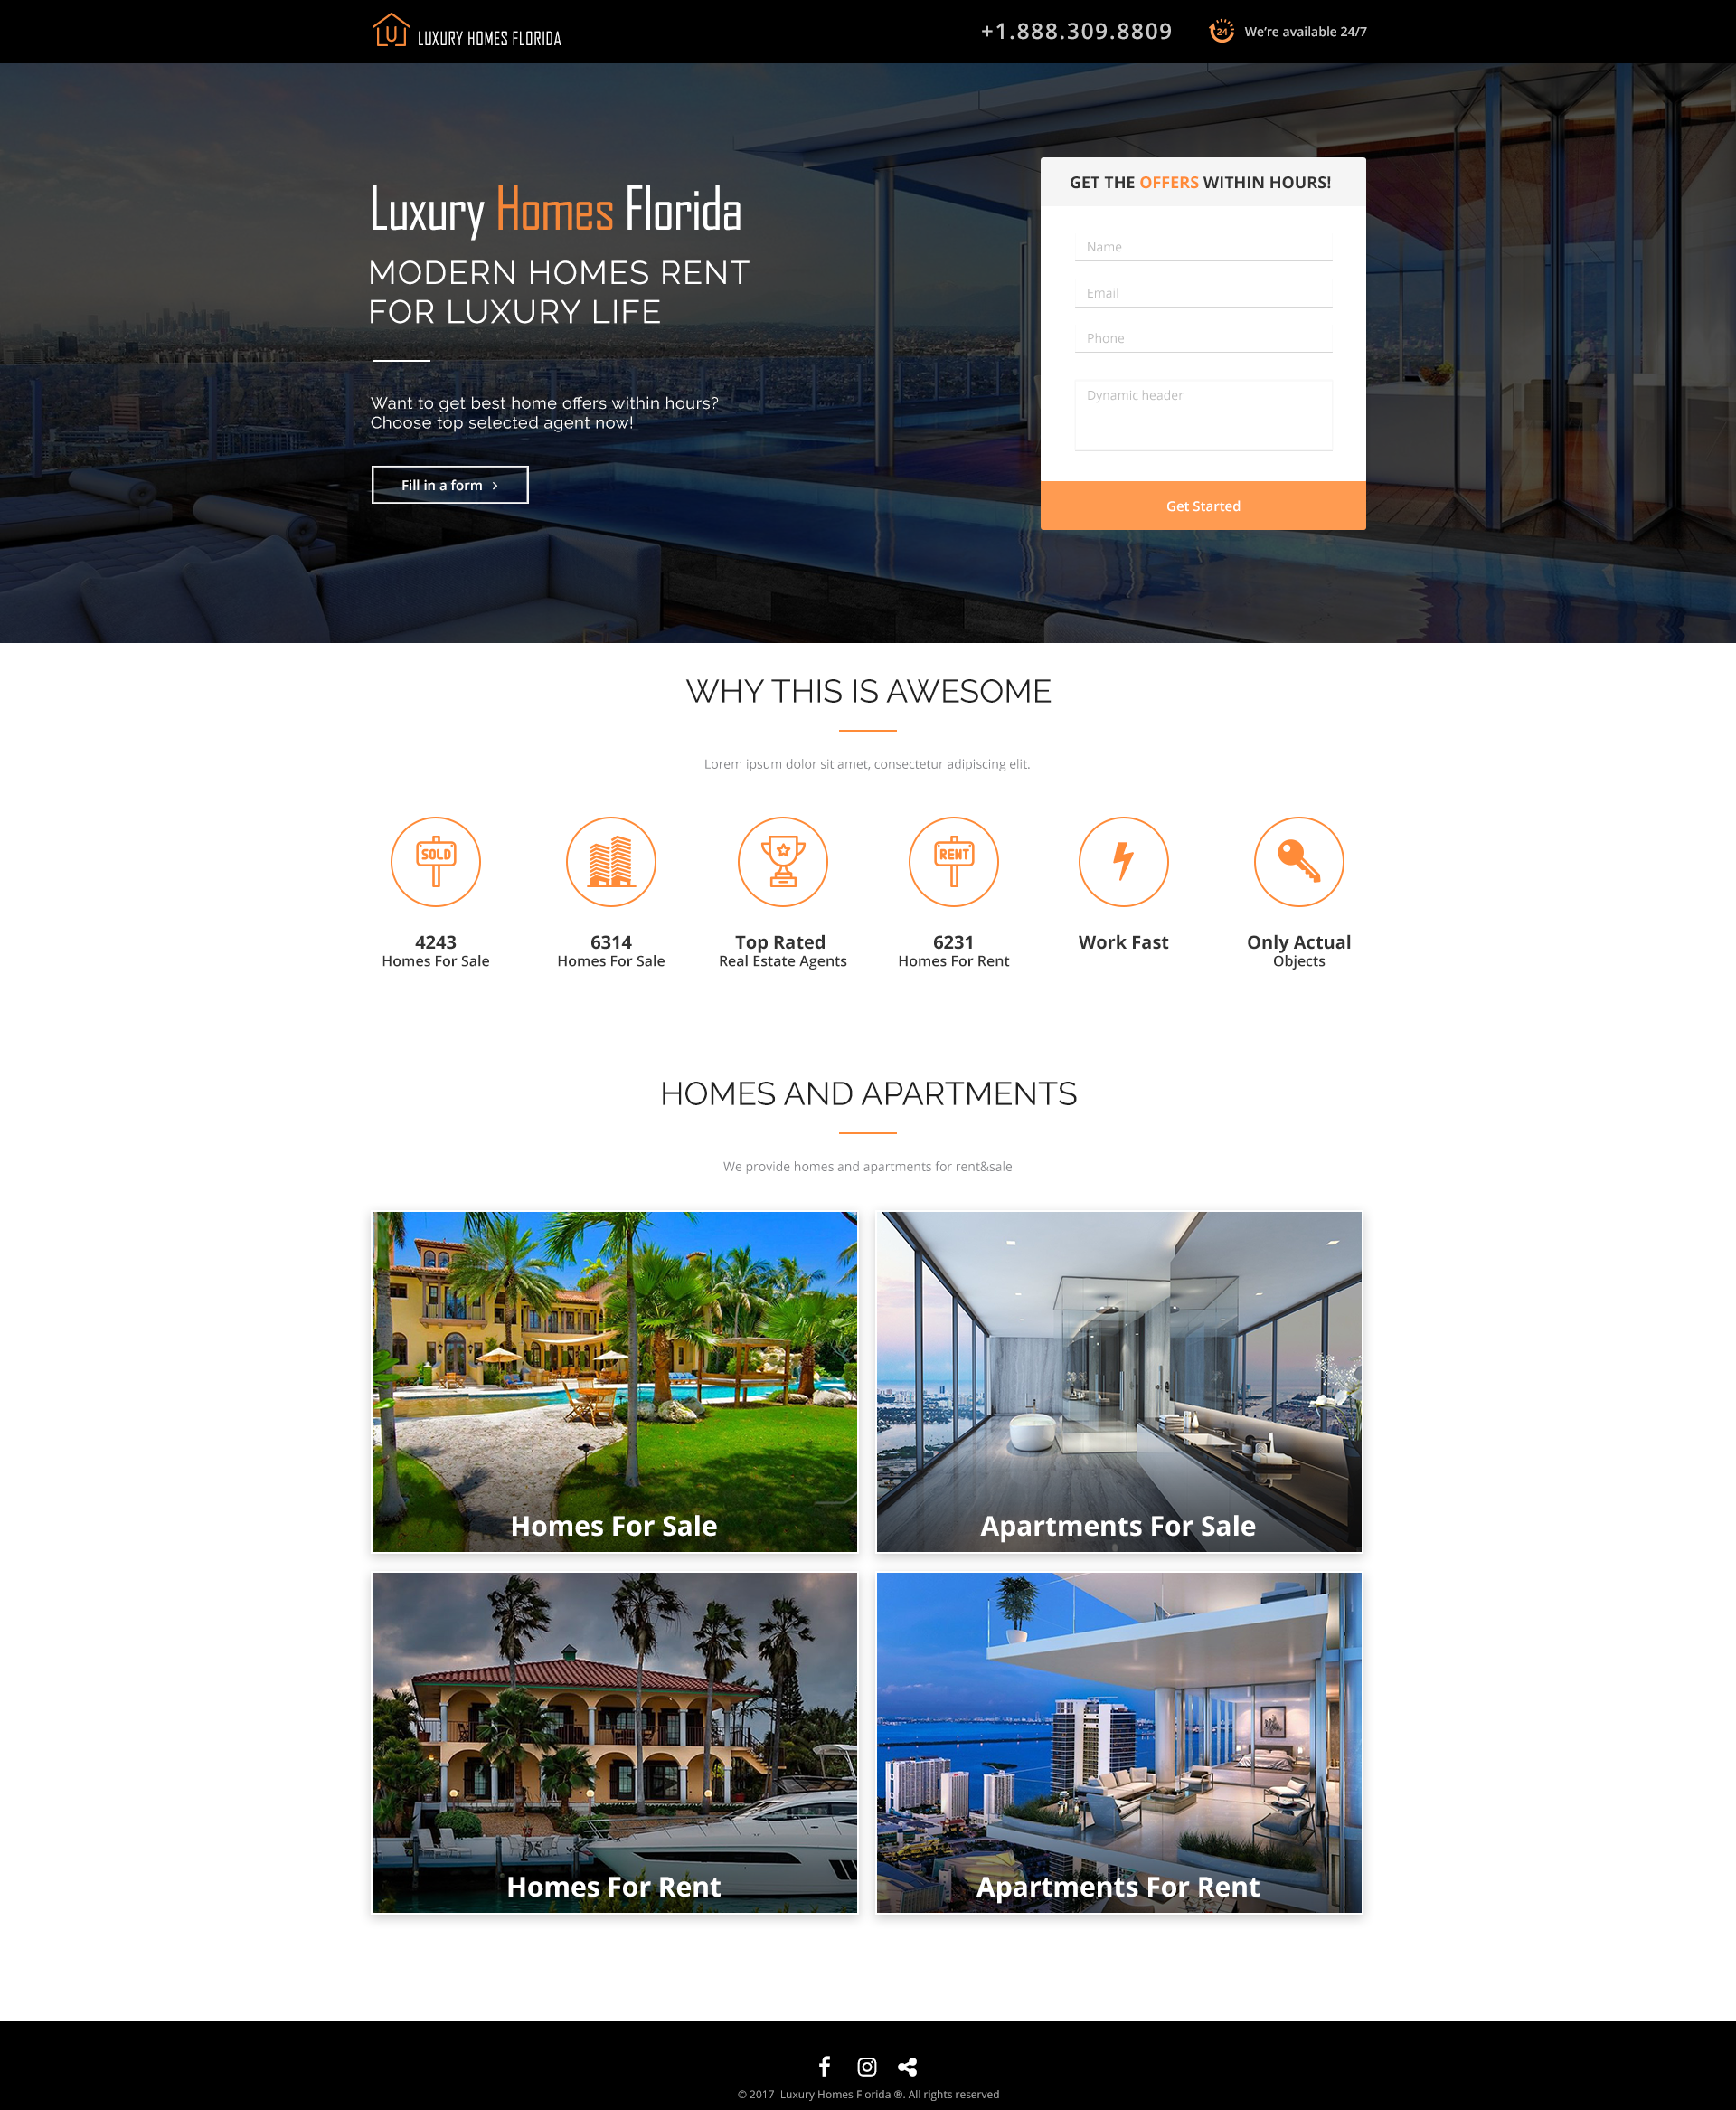 LUXURY HOMES FLORIDA
+1.888.309.8809
24
We're available 24/7
Luxury Homes Florida
MODERN HOMES RENT
FOR LUXURY LIFE
Want to get best home offers within hours?
Choose top selected agent now!
Fill in a form
GET THE OFFERS WITHIN HOURS!
Name
Email
Phone
Dynamic header
Get Started
WHY THIS IS AWESOME
Lorem ipsum dolor sit amet, consectetur adipiscing elit.
SOLD
4243
Homes For Sale
6314
Homes For Sale
Top Rated
Real Estate Agents
RENT
6231
Homes For Rent
Work Fast
Only Actual
Objects
HOMES AND APARTMENTS
We provide homes and apartments for rent&sale
Homes For Sale
Apartments For Sale
Homes For Rent
Apartments For Rent
© 2017 Luxury Homes Florida ®. All rights reserved